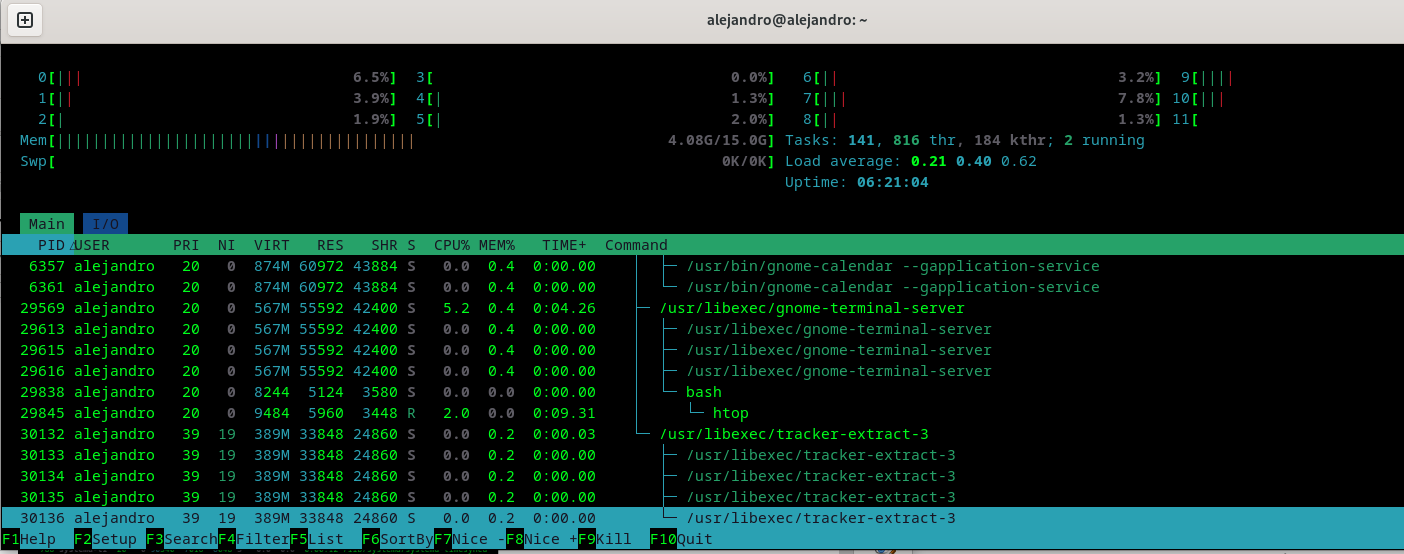 alejandro@alejandro: ~
0[||| 6.5%] 3[ 0.0%] 6[|| 3.2%] 9[||||
1[|| 3.9%] 4[| 1.3%] 7[||| 7.8%] 10[|||
2[| 1.9%] 5[| 2.0%] 8[|| 1.3%] 11[
Mem[|||||||||||||||||||||||||||||||||||||||| 4.08G/15.0G] Tasks: 141, 816 thr, 184 kthr; 2 running
Swp[ 0K/0K] Load average: 0.21 0.40 0.62
Uptime: 06:21:04
Main I/O
PID△USER PRI NI VIRT RES SHR S CPU% MEM% TIME+ Command
6357 alejandro 20 0 874M 60972 43884 S 0.0 0.4 0:00.00 │ ├─ /usr/bin/gnome-calendar --gapplication-service
6361 alejandro 20 0 874M 60972 43884 S 0.0 0.4 0:00.00 │ └─ /usr/bin/gnome-calendar --gapplication-service
29569 alejandro 20 0 567M 55592 42400 S 5.2 0.4 0:04.26 ├─ /usr/libexec/gnome-terminal-server
29613 alejandro 20 0 567M 55592 42400 S 0.0 0.4 0:00.00 │ ├─ /usr/libexec/gnome-terminal-server
29615 alejandro 20 0 567M 55592 42400 S 0.0 0.4 0:00.00 │ ├─ /usr/libexec/gnome-terminal-server
29616 alejandro 20 0 567M 55592 42400 S 0.0 0.4 0:00.00 │ ├─ /usr/libexec/gnome-terminal-server
29838 alejandro 20 0 8244 5124 3580 S 0.0 0.0 0:00.00 │ └─ bash
29845 alejandro 20 0 9484 5960 3448 R 2.0 0.0 0:09.31 │ └─ htop
30132 alejandro 39 19 389M 33848 24860 S 0.0 0.2 0:00.03 └─ /usr/libexec/tracker-extract-3
30133 alejandro 39 19 389M 33848 24860 S 0.0 0.2 0:00.00 ├─ /usr/libexec/tracker-extract-3
30134 alejandro 39 19 389M 33848 24860 S 0.0 0.2 0:00.00 ├─ /usr/libexec/tracker-extract-3
30135 alejandro 39 19 389M 33848 24860 S 0.0 0.2 0:00.00 ├─ /usr/libexec/tracker-extract-3
30136 alejandro 39 19 389M 33848 24860 S 0.0 0.2 0:00.00 └─ /usr/libexec/tracker-extract-3
F1Help F2Setup F3SearchF4FilterF5List F6SortByF7Nice -F8Nice +F9Kill F10Quit